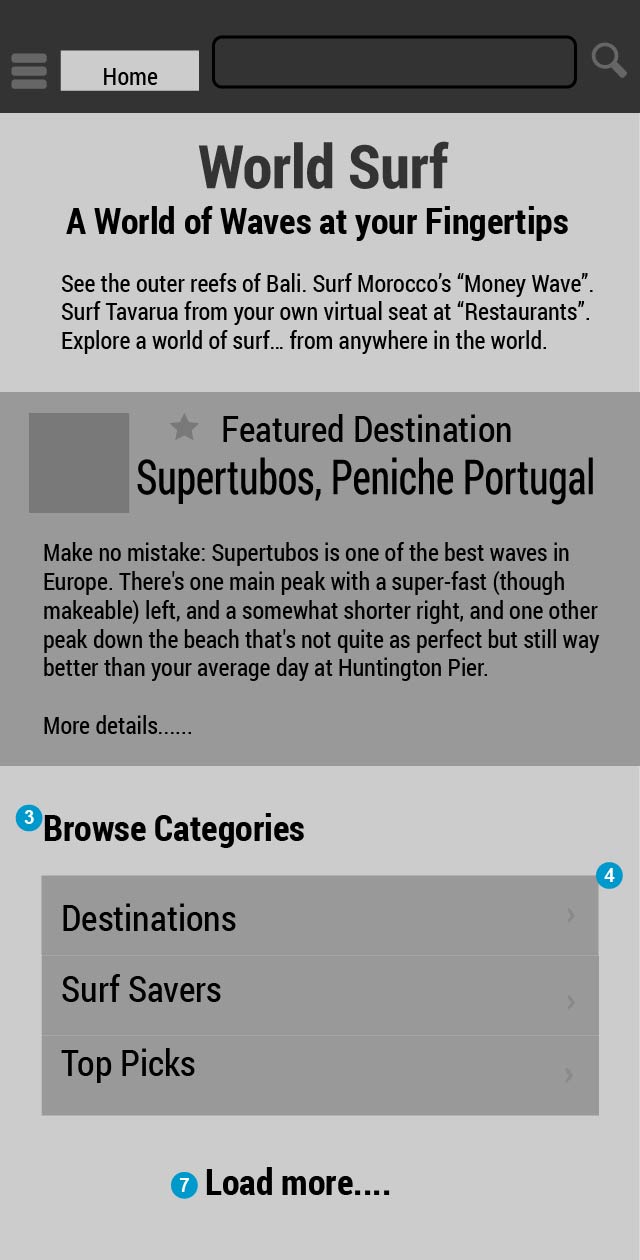 Home
World Surf
A World of Waves at your Fingertips
See the outer reefs of Bali. Surf Morocco’s “Money Wave”.
Surf Tavarua from your own virtual seat at “Restaurants”.
Explore a world of surf… from anywhere in the world.
Featured Destination
Supertubos, Peniche Portugal
Make no mistake: Supertubos is one of the best waves in
Europe. There's one main peak with a super-fast (though
makeable) left, and a somewhat shorter right, and one other
peak down the beach that's not quite as perfect but still way
better than your average day at Huntington Pier.
More details......
3 Browse Categories
4
Destinations
Surf Savers
Top Picks
7 Load more....